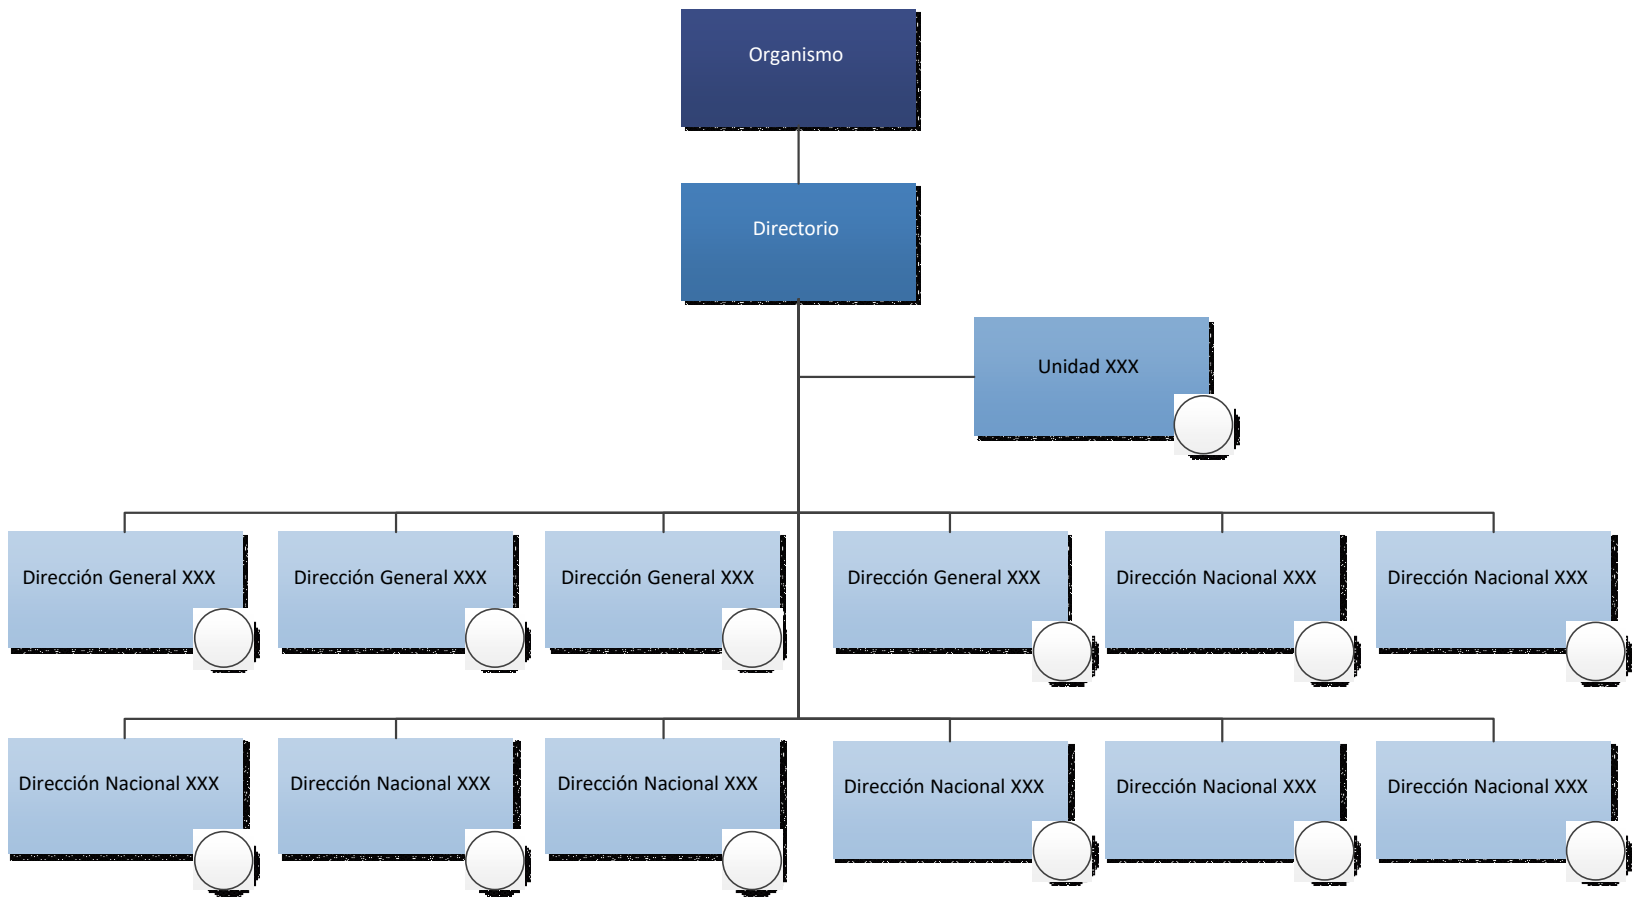 Organismo
Directorio
Unidad XXX
Dirección General XXX
Dirección General XXX
Dirección General XXX
Dirección General XXX
Dirección Nacional XXX
Dirección Nacional XXX
Dirección Nacional XXX
Dirección Nacional XXX
Dirección Nacional XXX
Dirección Nacional XXX
Dirección Nacional XXX
Dirección Nacional XXX